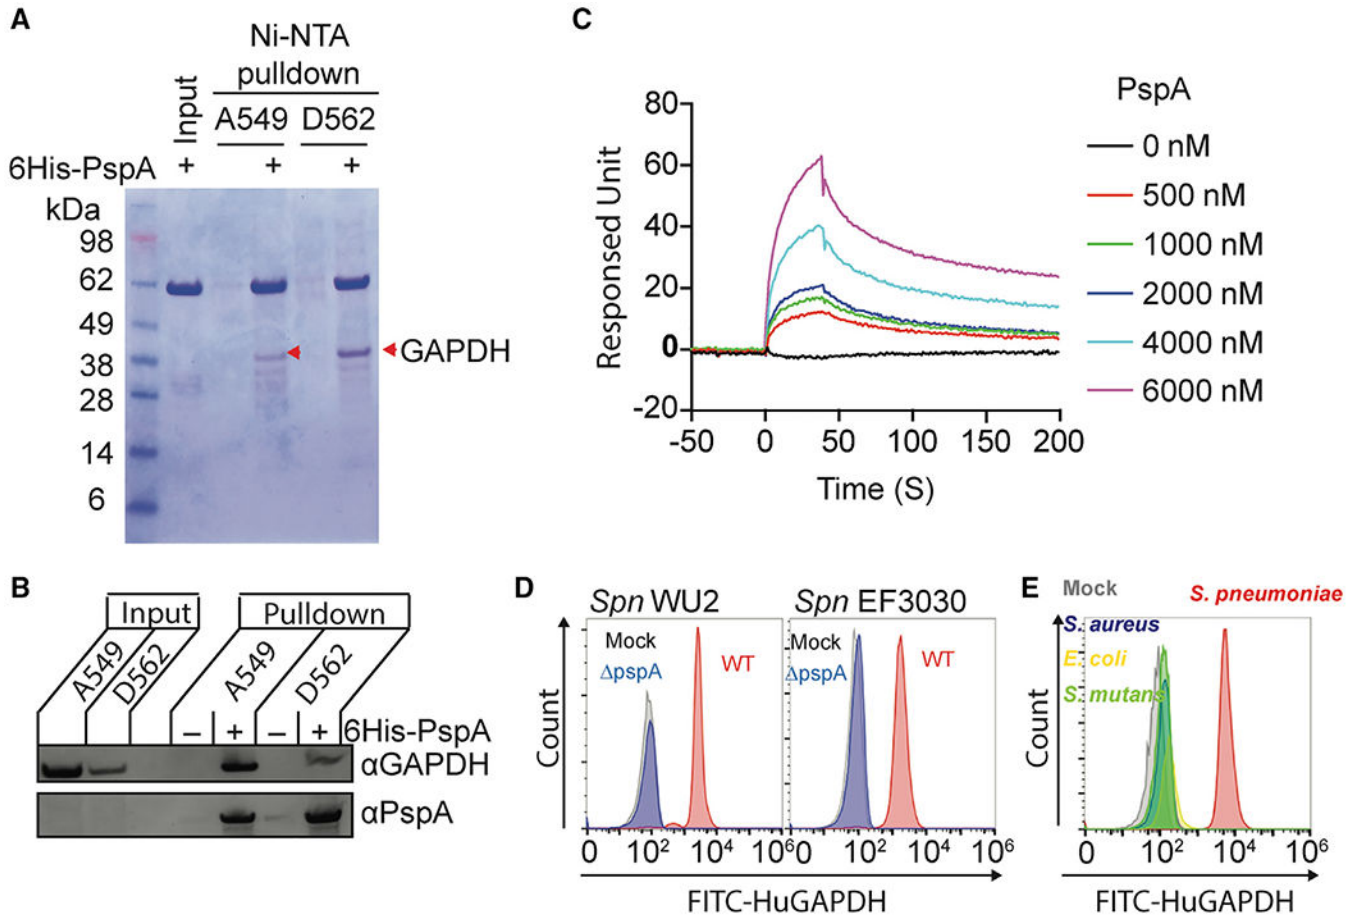 A
Ni-NTA
pulldown
Input
A549 D562
6His-PspA + + +
kDa
98
62
49
38
28
14
6
GAPDH
B
Input Pulldown
A549 D562 A549 D562
– + – + 6His-PspA
αGAPDH
αPspA
C
Responsed Unit
80
60
40
20
0
-20
-50 0 50 100 150 200
Time (S)
PspA
0 nM
500 nM
1000 nM
2000 nM
4000 nM
6000 nM
D
Spn WU2 Spn EF3030
Count
Mock
ΔpspA
WT
Mock
ΔpspA
WT
0 10² 10⁴ 10⁶ 0 10² 10⁴ 10⁶
FITC-HuGAPDH
E
Mock
S. aureus
E. coli
S. mutans
S. pneumoniae
Count
0 10² 10⁴ 10⁶
FITC-HuGAPDH